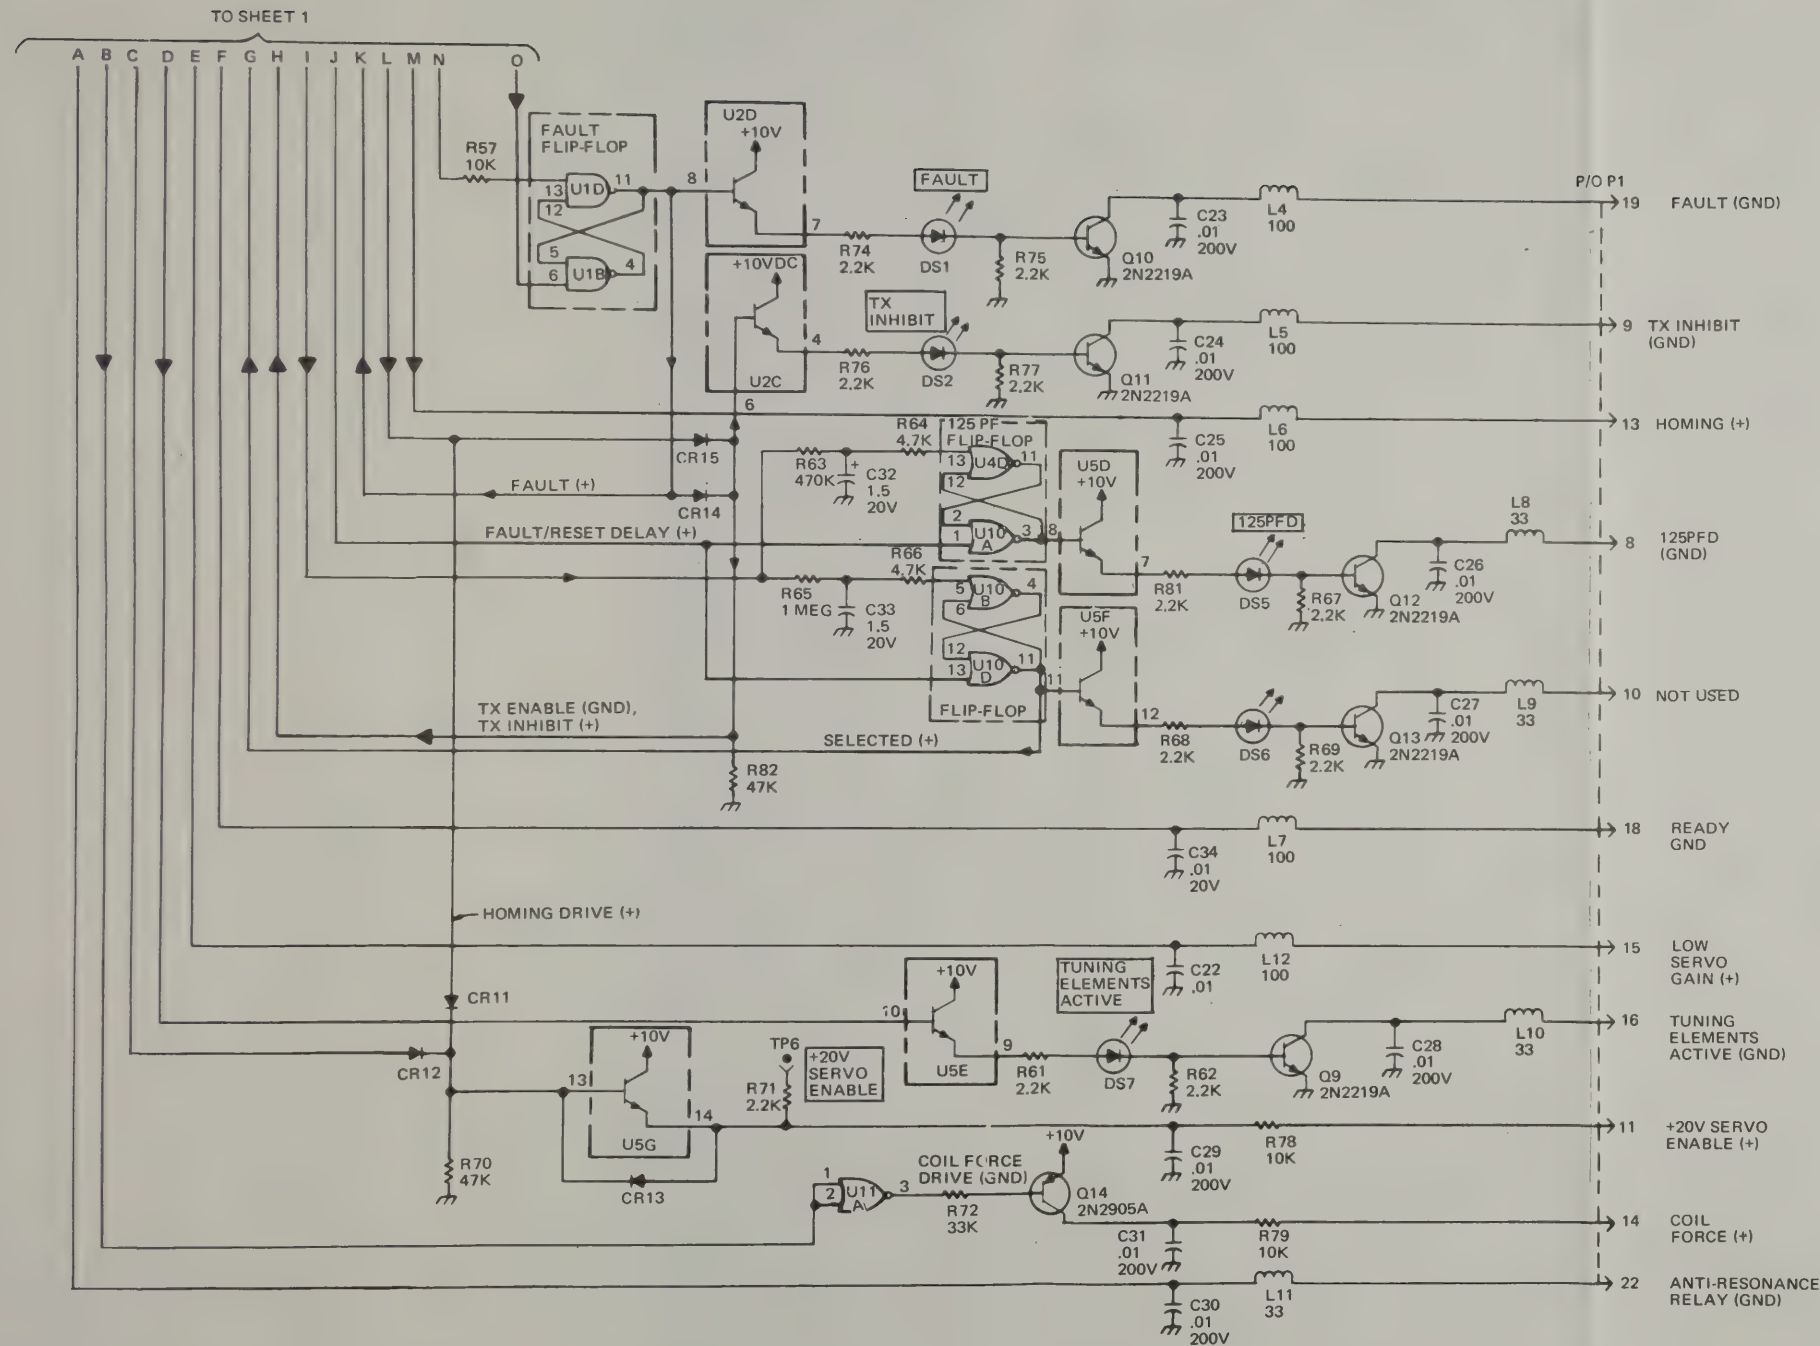 TO SHEET 1
A B C D E F G H I J K L M N O
R57
10K
FAULT
FLIP-FLOP
13 U1D 11
12
5
4
6 U1B
U2D
+10V
8
7
+10VDC
4
U2C
6
R74
2.2K
FAULT
DS1
R75
2.2K
Q10
2N2219A
C23
.01
200V
L4
100
P/O P1
19 FAULT (GND)
TX
INHIBIT
R76
2.2K
DS2
R77
2.2K
Q11
2N2219A
C24
.01
200V
L5
100
9 TX INHIBIT
(GND)
C25
.01
200V
L6
100
13 HOMING (+)
CR15
FAULT (+)
CR14
FAULT/RESET DELAY (+)
R63
470K
+
C32
1.5
20V
R64
4.7K
125 PF
FLIP-FLOP
13 U4D 11
12
2
1 U10
A
3 8
U5D
+10V
7
R81
2.2K
125PFD
DS5
R67
2.2K
Q12
2N2219A
C26
.01
200V
L8
33
8 125PFD
(GND)
R65
1 MEG
C33
1.5
20V
R66
4.7K
5 U10
B
4
6
12
13 U10
D
11
FLIP-FLOP
11
U5F
+10V
12
R68
2.2K
DS6
R69
2.2K
Q13
2N2219A
C27
.01
200V
L9
33
10 NOT USED
TX ENABLE (GND),
TX INHIBIT (+)
SELECTED (+)
R82
47K
C34
.01
20V
L7
100
18 READY
GND
HOMING DRIVE (+)
C22
.01
L12
100
15 LOW
SERVO
GAIN (+)
CR11
CR12
10
+10V
9
U5E
R61
2.2K
TUNING
ELEMENTS
ACTIVE
DS7
R62
2.2K
Q9
2N2219A
C28
.01
200V
L10
33
16 TUNING
ELEMENTS
ACTIVE (GND)
13
+10V
14
U5G
CR13
R70
47K
TP6
R71
2.2K
+20V
SERVO
ENABLE
C29
.01
200V
R78
10K
11 +20V SERVO
ENABLE (+)
1
2 U11
A
3
COIL FORCE
DRIVE (GND)
R72
33K
+10V
Q14
2N2905A
C31
.01
200V
R79
10K
14 COIL
FORCE (+)
C30
.01
200V
L11
33
22 ANTI-RESONANCE
RELAY (GND)